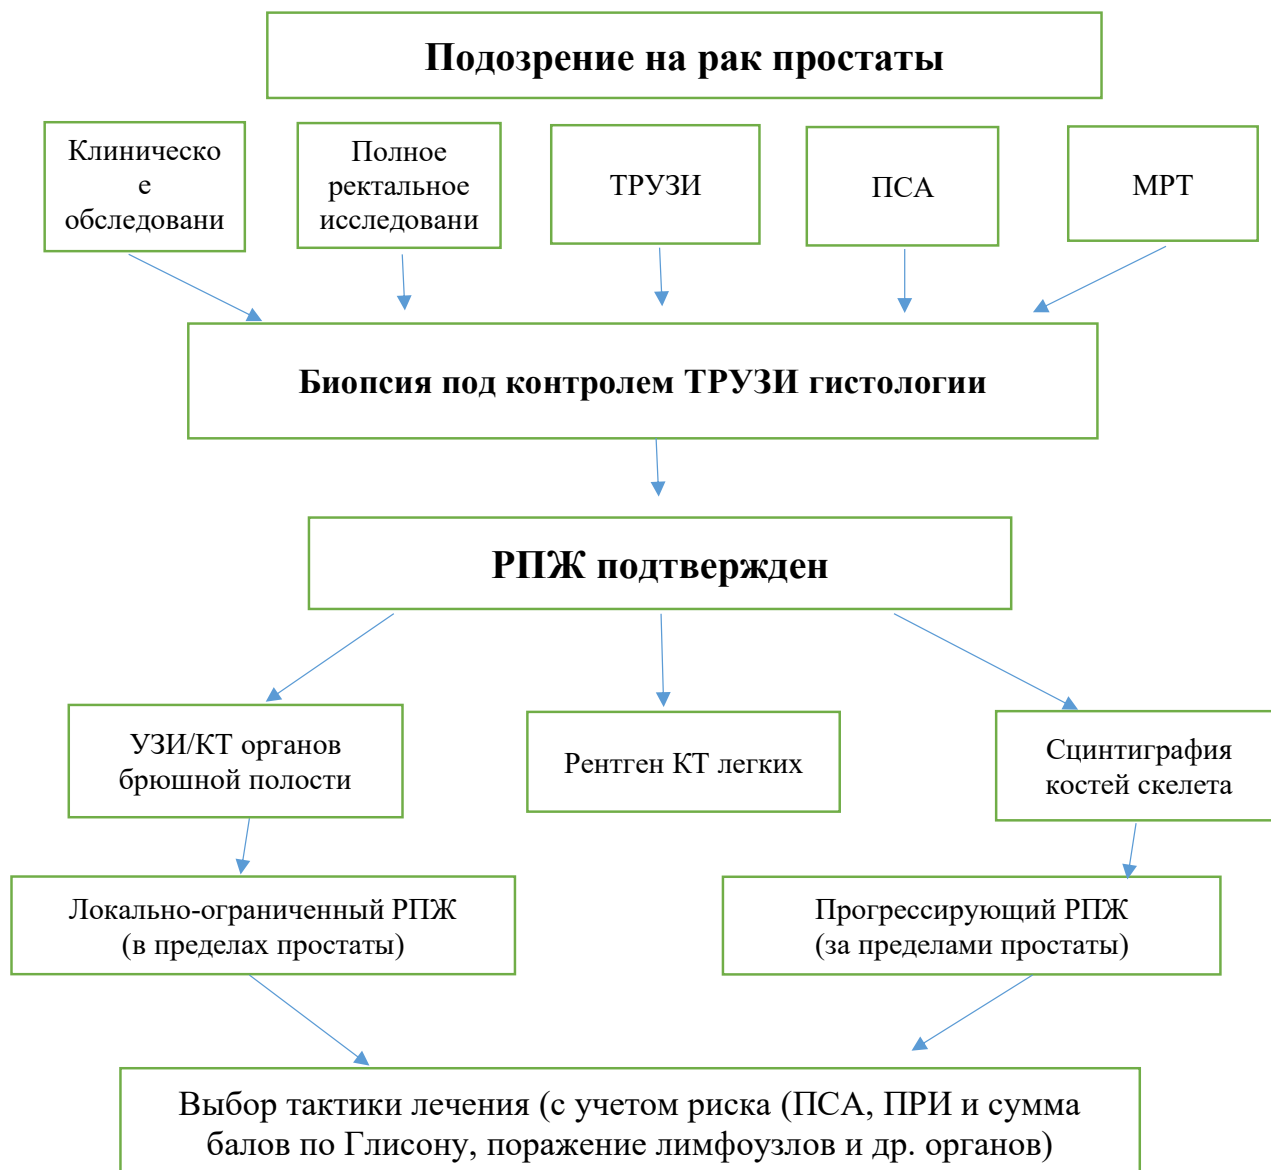 Подозрение на рак простаты
Клиническо
е
обследовани
Полное
ректальное
исследовани
ТРУЗИ
ПСА
МРТ
Биопсия под контролем ТРУЗИ гистологии
РПЖ подтвержден
УЗИ/КТ органов
брюшной полости
Рентген КТ легких
Сцинтиграфия
костей скелета
Локально-ограниченный РПЖ
(в пределах простаты)
Прогрессирующий РПЖ
(за пределами простаты)
Выбор тактики лечения (с учетом риска (ПСА, ПРИ и сумма
балов по Глисону, поражение лимфоузлов и др. органов)